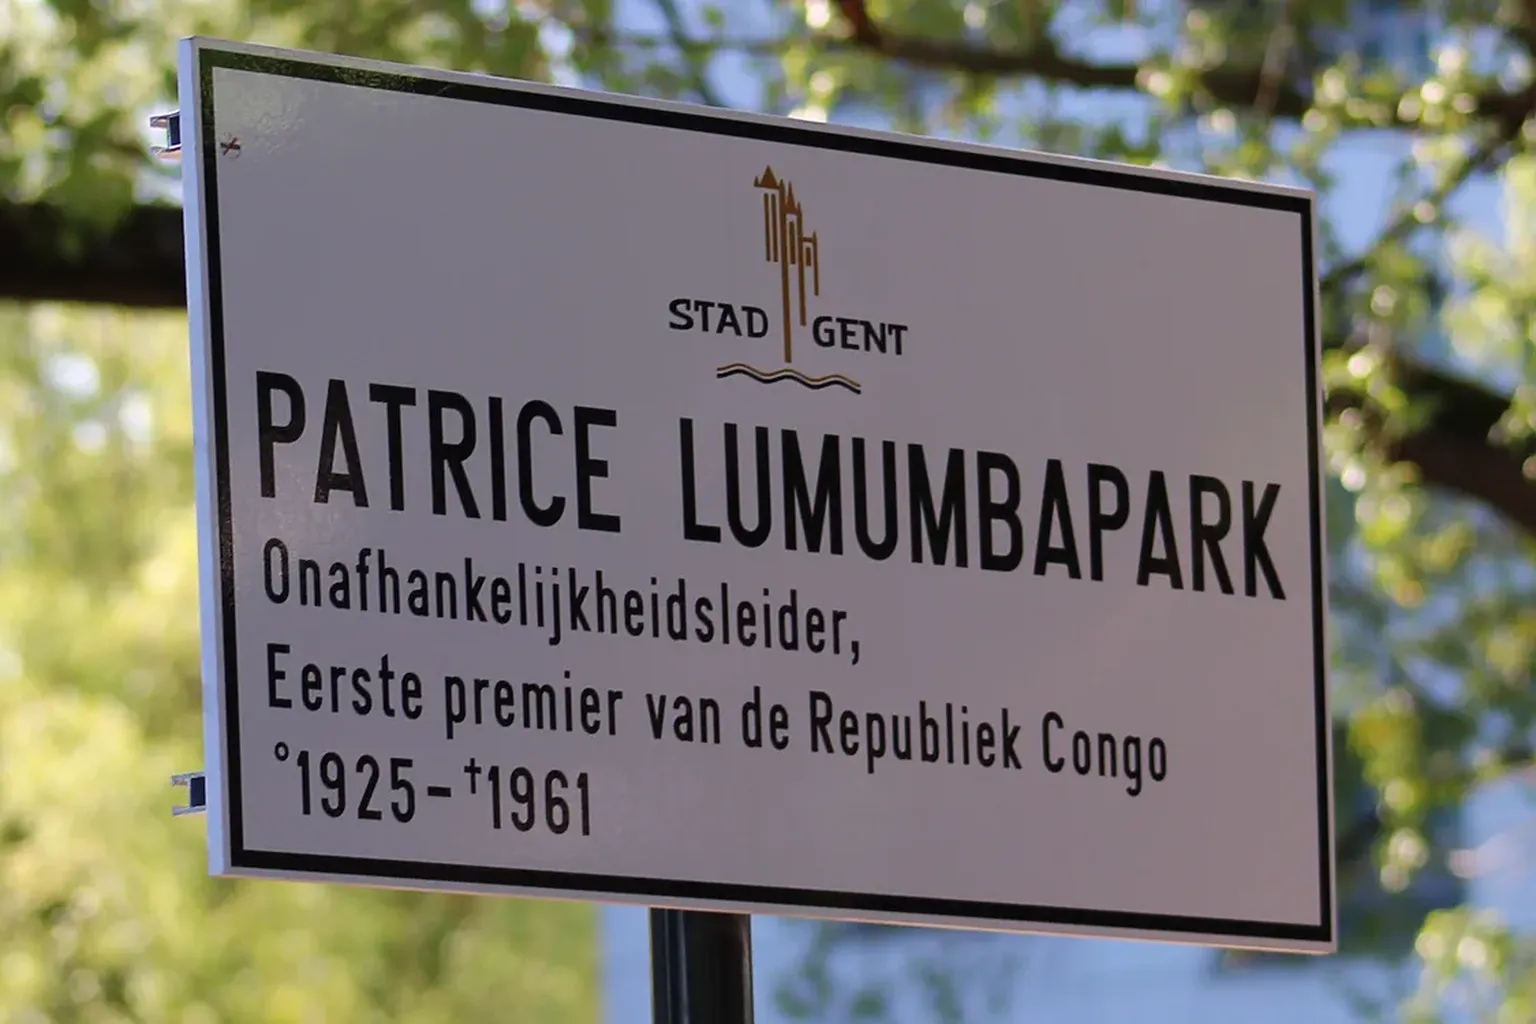 STAD GENT
PATRICE LUMUMBAPARK
Onafhankelijkheidsleider,
Eerste premier van de Republiek Congo
°1925-†1961